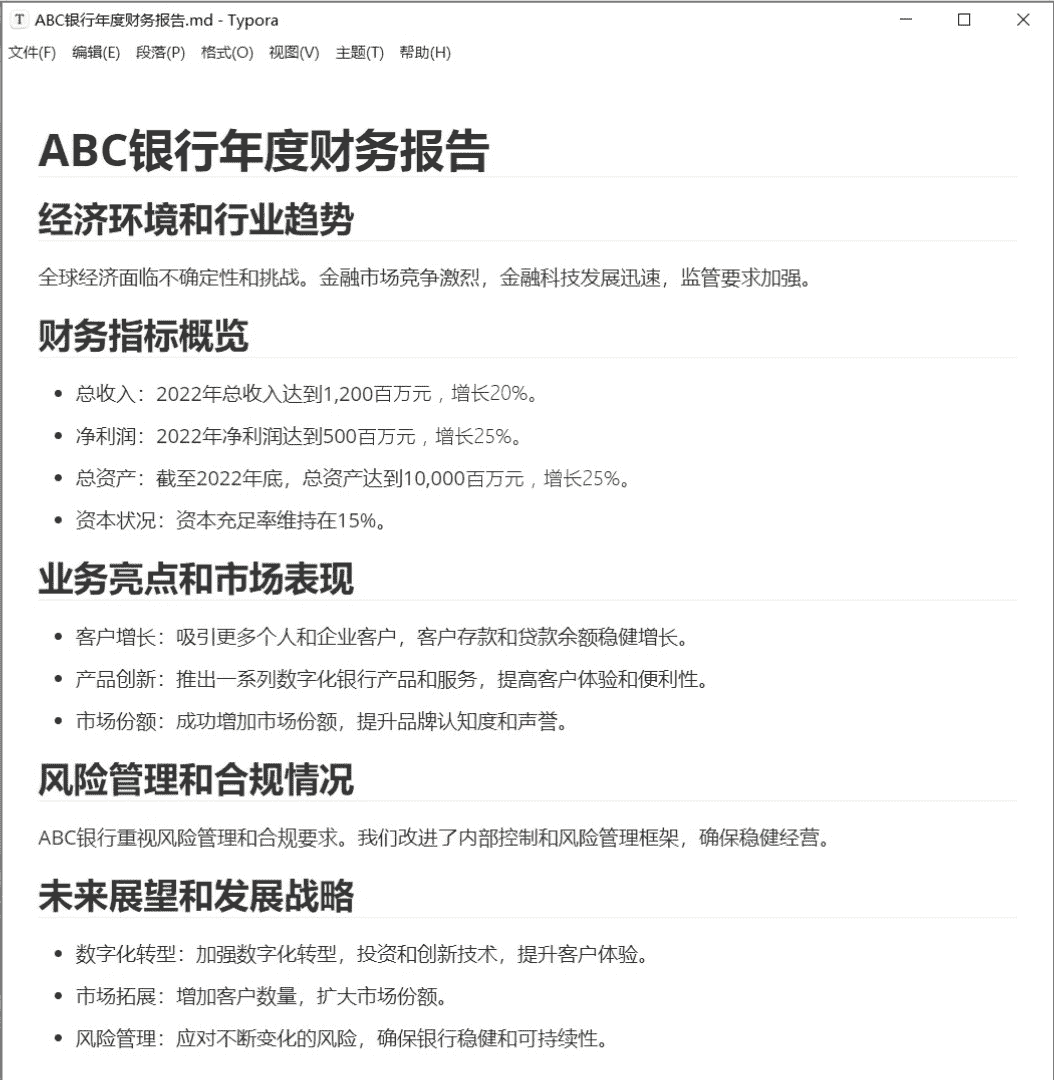 ABC银行年度财务报告.md - Typora
文件(F) 编辑(E) 段落(P) 格式(O) 视图(V) 主题(T) 帮助(H)
ABC银行年度财务报告
经济环境和行业趋势
全球经济面临不确定性和挑战。金融市场竞争激烈，金融科技发展迅速，监管要求加强。
财务指标概览
• 总收入：2022年总收入达到1,200百万元，增长20%。
• 净利润：2022年净利润达到500百万元，增长25%。
• 总资产：截至2022年底，总资产达到10,000百万元，增长25%。
• 资本状况：资本充足率维持在15%。
业务亮点和市场表现
• 客户增长：吸引更多个人和企业客户，客户存款和贷款余额稳健增长。
• 产品创新：推出一系列数字化银行产品和服务，提高客户体验和便利性。
• 市场份额：成功增加市场份额，提升品牌认知度和声誉。
风险管理和合规情况
ABC银行重视风险管理和合规要求。我们改进了内部控制和风险管理框架，确保稳健经营。
未来展望和发展战略
• 数字化转型：加强数字化转型，投资和创新技术，提升客户体验。
• 市场拓展：增加客户数量，扩大市场份额。
• 风险管理：应对不断变化的风险，确保银行稳健和可持续性。